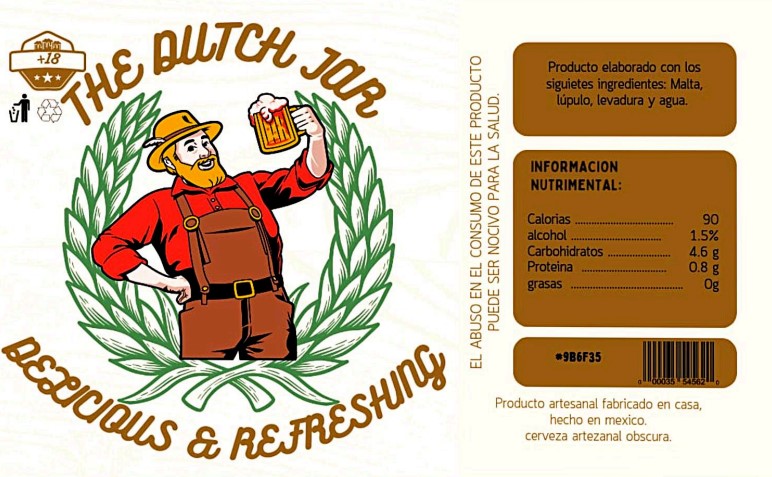 +18
THE DUTCH JAR
DELICIOUS & REFRESHING
EL ABUSO EN EL CONSUMO DE ESTE PRODUCTO
PUEDE SER NOCIVO PARA LA SALUD.
Producto elaborado con los
siguietes ingredientes: Malta,
lúpulo, levadura y agua.
INFORMACION
NUTRIMENTAL:
Calorias ........................... 90
alcohol ........................... 1.5%
Carbohidratos ........................ 4.6 g
Proteina ....................... 0.8 g
grasas ............................... 0g
#9B6F35
0 00035 54562 0
Producto artesanal fabricado en casa,
hecho en mexico.
cerveza artezanal obscura.